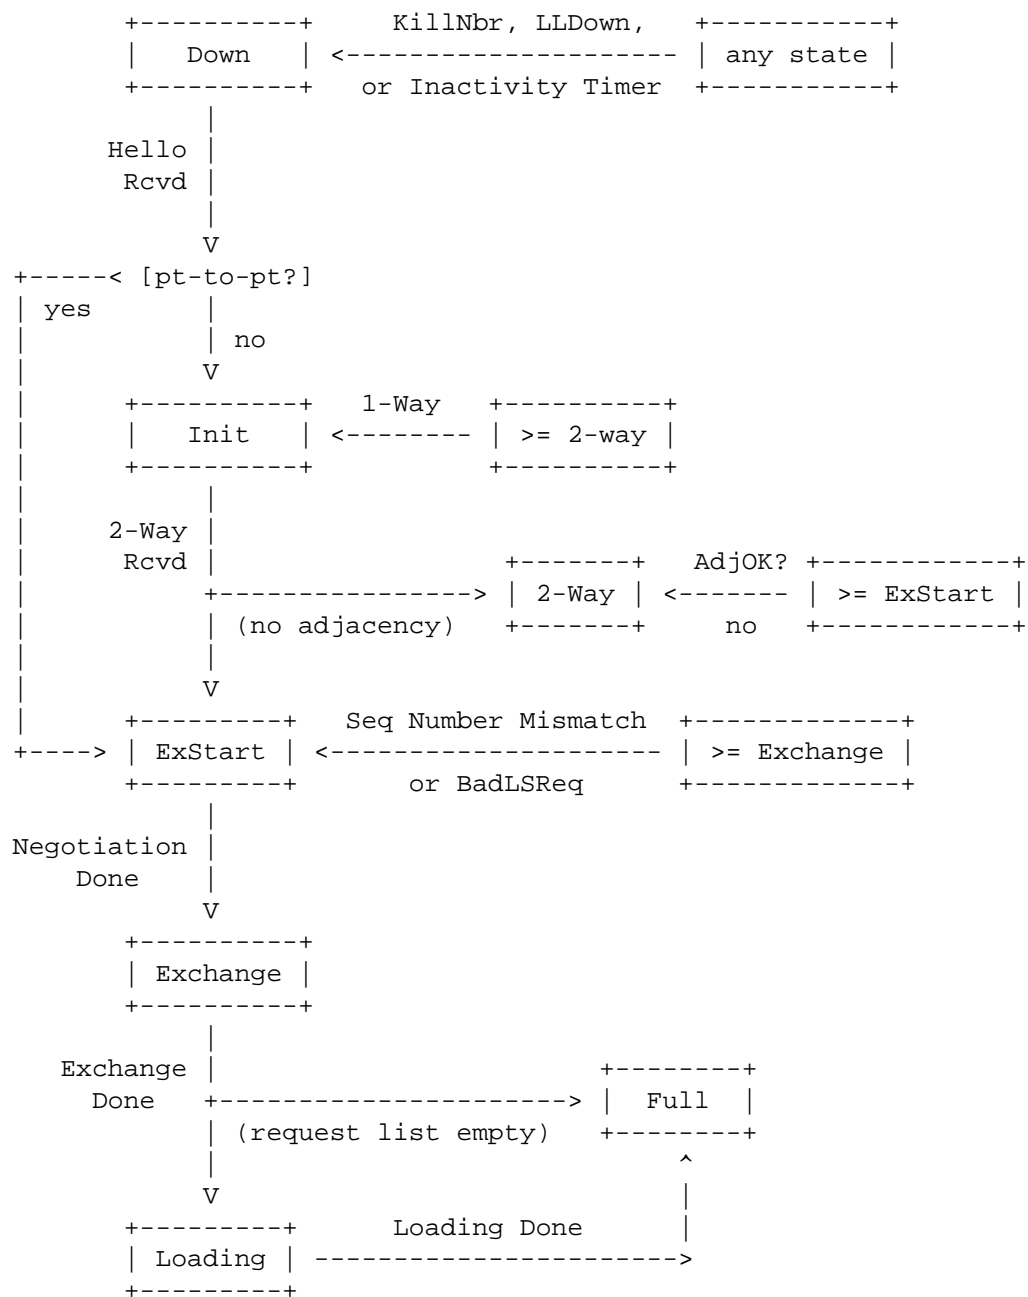 +----------+     KillNbr, LLDown,   +-----------+
|   Down   | <--------------------- | any state |
+----------+   or Inactivity Timer  +-----------+
|
Hello |
Rcvd |
|
V
+-----< [pt-to-pt?]
| yes       |
|           | no
|           V
|      +----------+   1-Way   +----------+
|      |   Init   | <-------- | >= 2-way |
|      +----------+           +----------+
|           |
|     2-Way |
|      Rcvd |                  +-------+   AdjOK? +------------+
|           +----------------> | 2-Way | <------- | >= ExStart |
|           | (no adjacency)   +-------+     no   +------------+
|           |
|           V
|      +---------+   Seq Number Mismatch  +-------------+
+----> | ExStart | <--------------------- | >= Exchange |
+---------+       or BadLSReq      +-------------+
|
Negotiation |
Done    |
V
+----------+
| Exchange |
+----------+
|
Exchange |                        +--------+
Done   +----------------------> |  Full  |
| (request list empty)   +--------+
|                             ^
V                             |
+---------+      Loading Done      |
| Loading | ----------------------->
+---------+